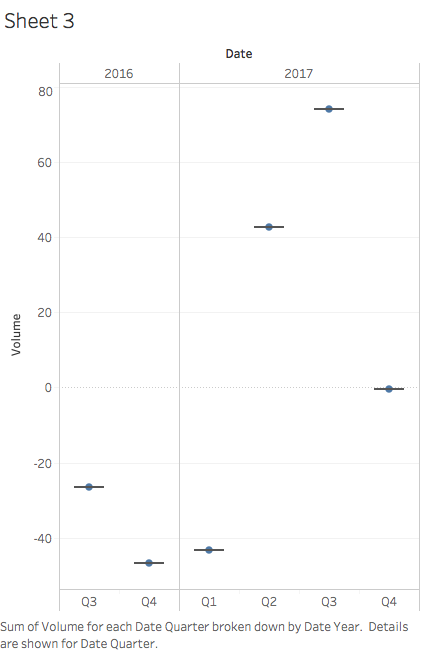 Sheet 3
Date
2016 2017
80
60
40
20
0
-20
-40
Volume
Q3 Q4 Q1 Q2 Q3 Q4
Sum of Volume for each Date Quarter broken down by Date Year.  Details
are shown for Date Quarter.